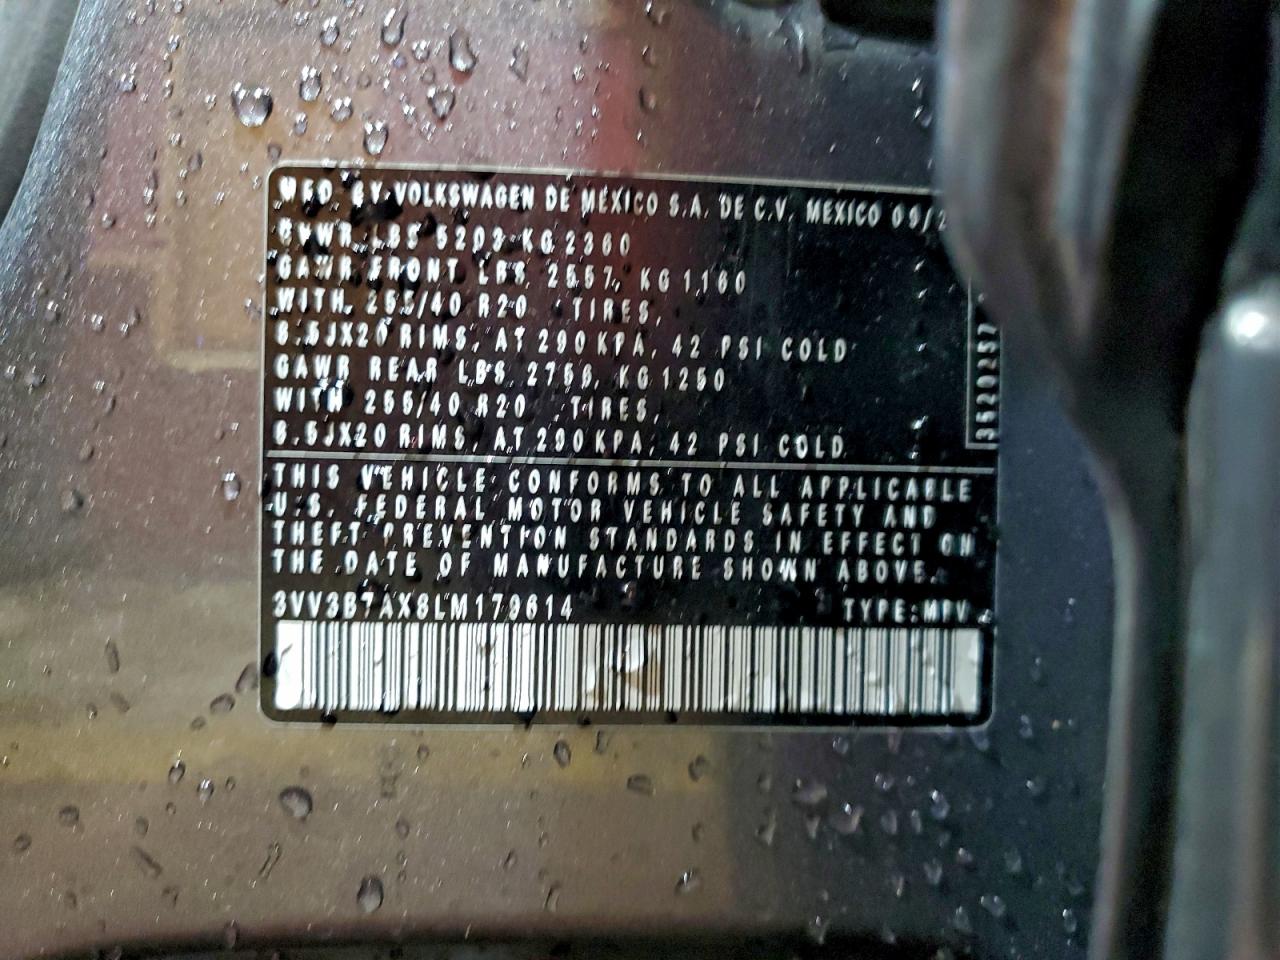 MFD. BY VOLKSWAGEN DE MEXICO S.A. DE C.V. MEXICO
GVWR LBS 5203 KG 2360
GAWR FRONT LBS. 2557, KG 1160
WITH 255/40 R20 TIRES,
8.5JX20 RIMS, AT 290 KPA, 42 PSI COLD
GAWR REAR LBS 2756, KG 1250
WITH 255/40 R20 TIRES,
8.5JX20 RIMS, AT 290 KPA, 42 PSI COLD
THIS VEHICLE CONFORMS TO ALL APPLICABLE
U.S. FEDERAL MOTOR VEHICLE SAFETY AND
THEFT PREVENTION STANDARDS IN EFFECT ON
THE DATE OF MANUFACTURE SHOWN ABOVE.
3VV3B7AX8LM179614 TYPE: MPV